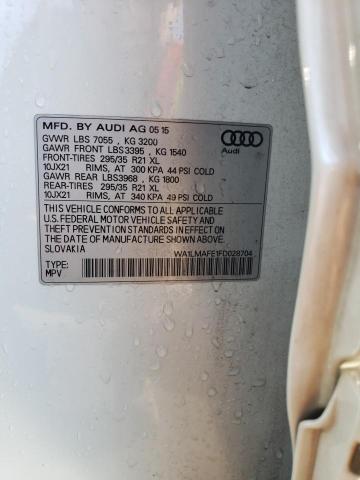 MFD. BY AUDI AG 05 15
GVWR LBS 7055 , KG 3200
GAWR FRONT LBS3395 , KG 1540
FRONT-TIRES 295/35 R21 XL
10JX21 RIMS, AT 300 KPA 44 PSI COLD
GAWR REAR LBS3968 , KG 1800
REAR-TIRES 295/35 R21 XL
10JX21 RIMS, AT 340 KPA 49 PSI COLD
Audi
THIS VEHICLE CONFORMS TO ALL APPLICABLE
U.S. FEDERAL MOTOR VEHICLE SAFETY AND
THEFT PREVENTION STANDARDS IN EFFECT ON
THE DATE OF MANUFACTURE SHOWN ABOVE.
SLOVAKIA
WA1LMAFE1FD028704
TYPE:
MPV